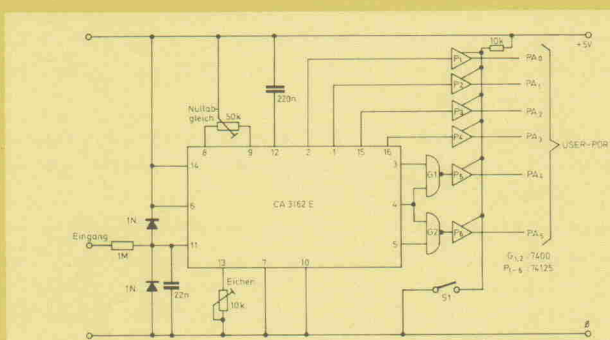 10k
+5V
P1
PA0
P2
PA1
P3
PA2
P4
PA3
USER-POR
Nullab
gleich
50k
220n
8
9
12
2
1
15
16
14
3
G1
P5
PA4
6
CA 3162 E
4
1N
Eingang
11
5
G2
P6
PA5
1M
G1,2 : 7400
P1-6 : 74125
1N
22n
13
7
10
Eichen
10k
S1